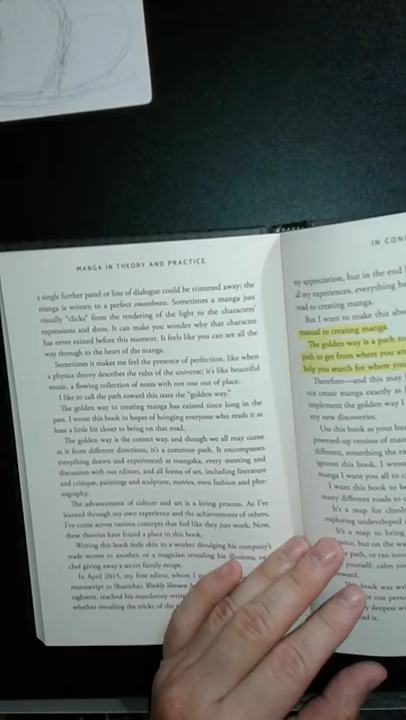 MANGA IN THEORY AND PRACTICE
a single further panel or line of dialogue could be trimmed away; the
manga is written to a perfect smoothness. Sometimes a manga just
visually "clicks" from the rendering of the light to the characters'
expressions and dress. It can make you wonder why that character
has never existed before this moment. It feels like you can see all the
way through to the heart of the manga.
Sometimes it makes me feel the presence of perfection, like when
a physics theory describes the rules of the universe; it's like beautiful
music, a flowing collection of notes with not one out of place.
I like to call the path toward this state the "golden way."
The golden way to creating manga has existed since long in the
past. I wrote this book in hopes of bringing everyone who reads it at
least a little bit closer to being on that road.
The golden way is the correct way, and though we all may come
at it from different directions, it's a common path. It encompasses
everything drawn and experienced as mangaka, every meeting and
discussion with our editors, and all forms of art, including literature
and critique, paintings and sculpture, movies, even fashion and pho-
tography.
The advancement of culture and art is a living process. As I've
learned through my own experience and the achievements of others,
I've come across various concepts that feel like they just work. Now,
these theories have found a place in this book.
Writing this book feels akin to a worker divulging his company's
trade secrets to another, or a magician revealing his illusions, or
chef giving away a secret family recipe.
In April 2015, my first editor, whom I
manuscript to Shueisha's Weekly Shonen
eighteen, reached his mandatory
whether revealing the tricks of the
IN CON
my appreciation, but in the end
all my experiences, everything he
road to creating manga.
But I want to make this abs
manual to creating manga.
The golden way is a path to
path to get from where you are
help you search for where you
Therefore—and this may
not create manga exactly as
implement the golden way I
any new discoveries.
Use this book as your bas
powered-up version of man
different, something the ex
ignores this book. I wrote
manga I want you all to c
I want this book to be
many different roads to
It's a map for climb
exploring undeveloped
It's a map to bring
space, but on the w
path, or ran into
yourself, calm yo
book was writ
one person
deepest w